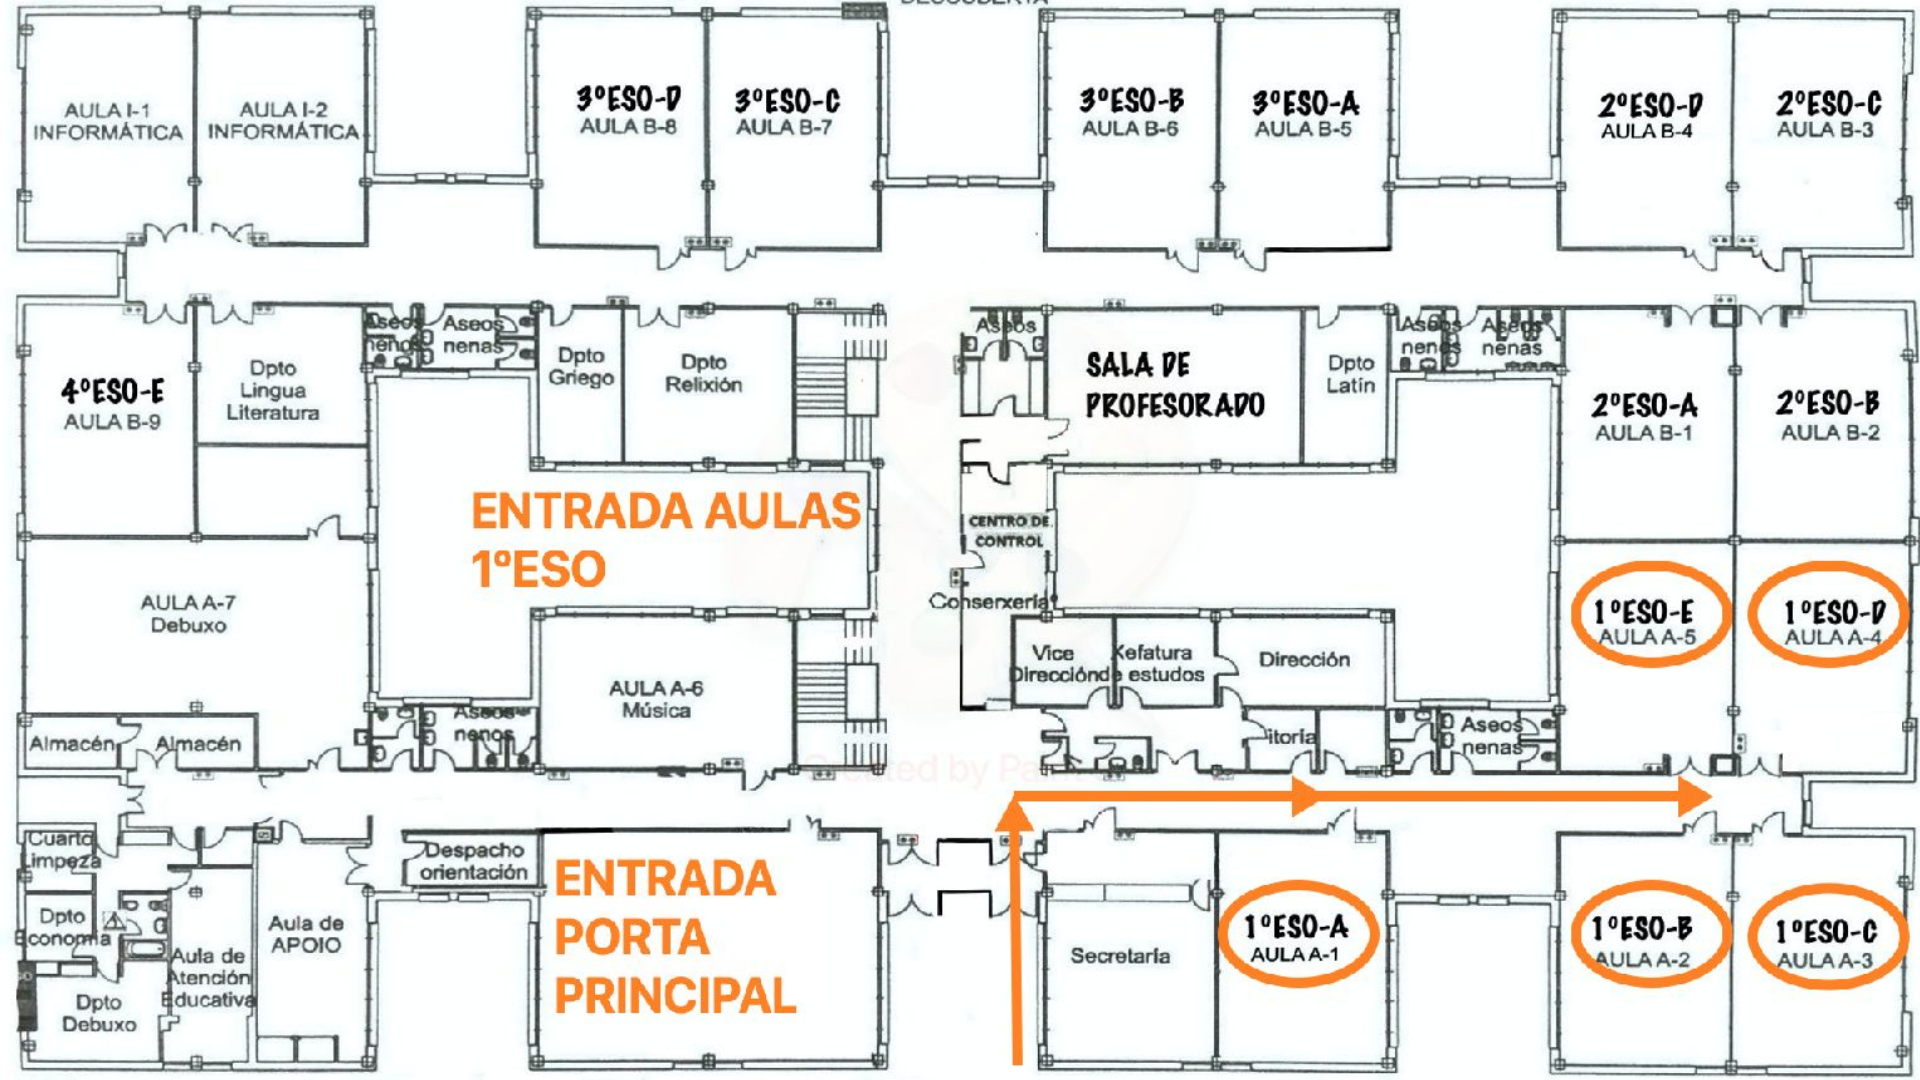 AULA I-1
INFORMÁTICA
AULA I-2
INFORMÁTICA
3ºESO-D
AULA B-8
3ºESO-C
AULA B-7
3ºESO-B
AULA B-6
3ºESO-A
AULA B-5
2ºESO-D
AULA B-4
2ºESO-C
AULA B-3
4ºESO-E
AULA B-9
Dpto
Lingua
Literatura
Aseos
nenos
Aseos
nenas
Dpto
Griego
Dpto
Relixión
Aseos
SALA DE
PROFESORADO
Dpto
Latín
Aseos
nenos
Aseos
nenas
2ºESO-A
AULA B-1
2ºESO-B
AULA B-2
ENTRADA AULAS
1ºESO
CENTRO DE
CONTROL
Conserxería
AULA A-7
Debuxo
1ºESO-E
AULA A-5
1ºESO-D
AULA A-4
Vice
Dirección
Xefatura
de estudos
Dirección
AULA A-6
Música
Almacén
Almacén
Aseos
nenos
itoría
Aseos
nenas
Created by Paint
Cuarto
Limpeza
Despacho
orientación
ENTRADA
PORTA
PRINCIPAL
Dpto
Economía
Aula de
Atención
Educativa
Aula de
APOIO
Dpto
Debuxo
Secretaría
1ºESO-A
AULA A-1
1ºESO-B
AULA A-2
1ºESO-C
AULA A-3